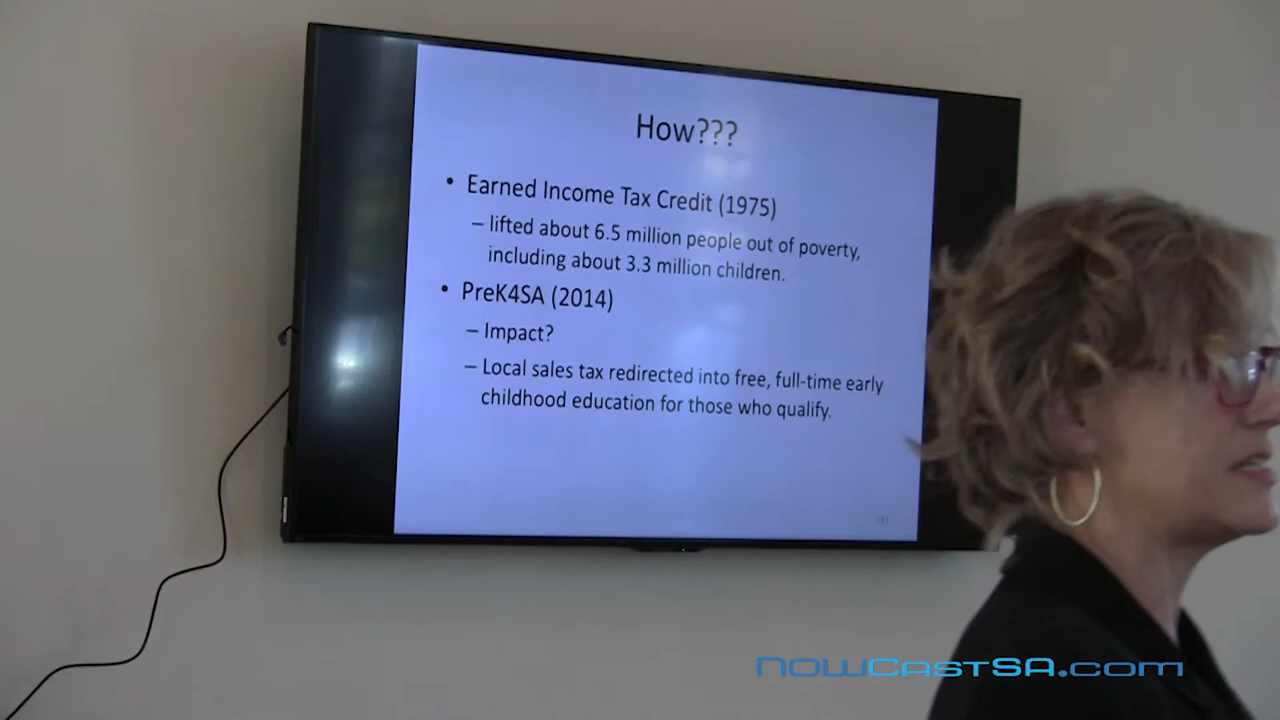 How???
• Earned Income Tax Credit (1975)
– lifted about 6.5 million people out of poverty,
including about 3.3 million children.
• PreK4SA (2014)
– Impact?
– Local sales tax redirected into free, full-time early
childhood education for those who qualify.
nowcastSA.com